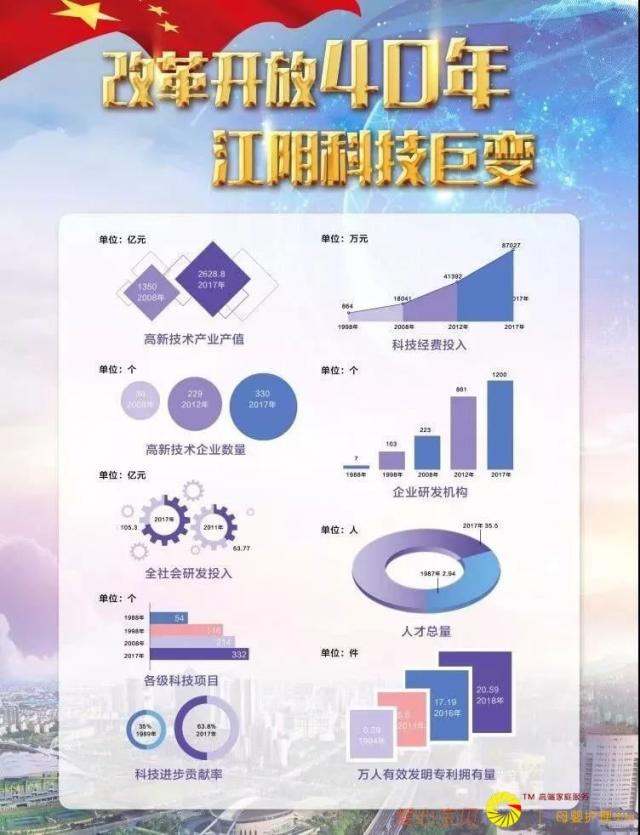 改革开放40年
江阴科技巨变
单位：亿元
1350
2008年
2628.8
2017年
高新技术产业产值
单位：万元
664
18041
41392
87027
1998年
2008年
2012年
2017年
017年
科技经费投入
单位：个
30
2008年
229
2012年
330
2017年
高新技术企业数量
单位：个
7
103
223
881
1200
1988年
1998年
2008年
2012年
2017年
企业研发机构
单位：亿元
105.3
2017年
2011年
63.77
全社会研发投入
单位：人
2017年 35.5
1987年 2.94
人才总量
单位：个
1988年 54
1998年 116
2008年 214
2017年 332
各级科技项目
单位：件
0.29
1994年
2011年
17.19
2016年
20.59
2018年
万人有效发明专利拥有量
35%
1989年
63.8%
2017年
科技进步贡献率
TM 高端家庭服务
母婴护理